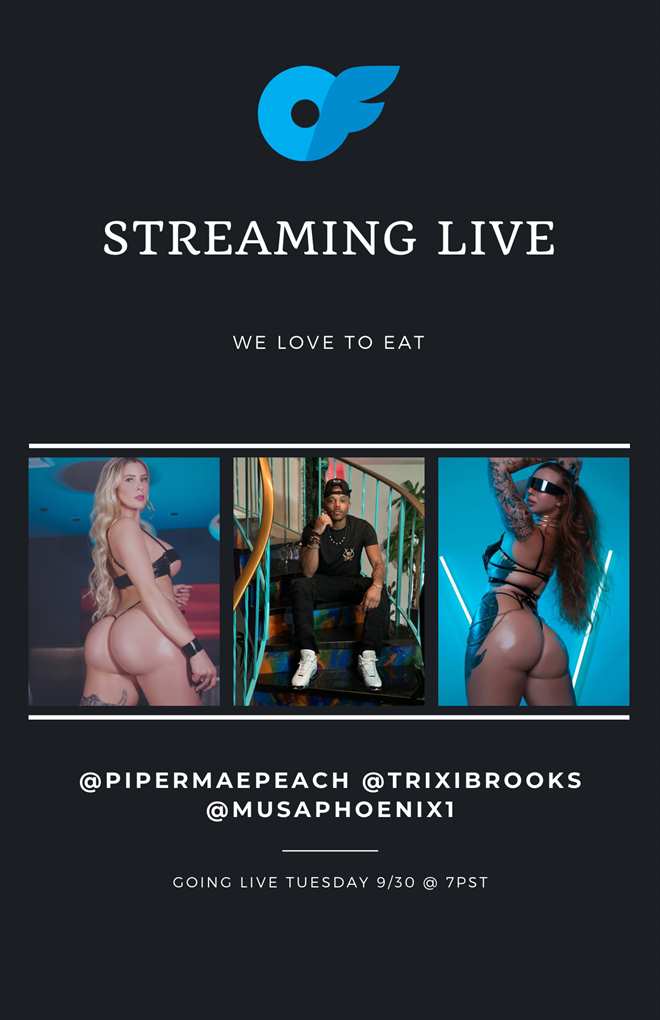 STREAMING LIVE
WE LOVE TO EAT
@PIPERMAEPEACH @TRIXIBROOKS
@MUSAPHOENIX1
GOING LIVE TUESDAY 9/30 @ 7PST